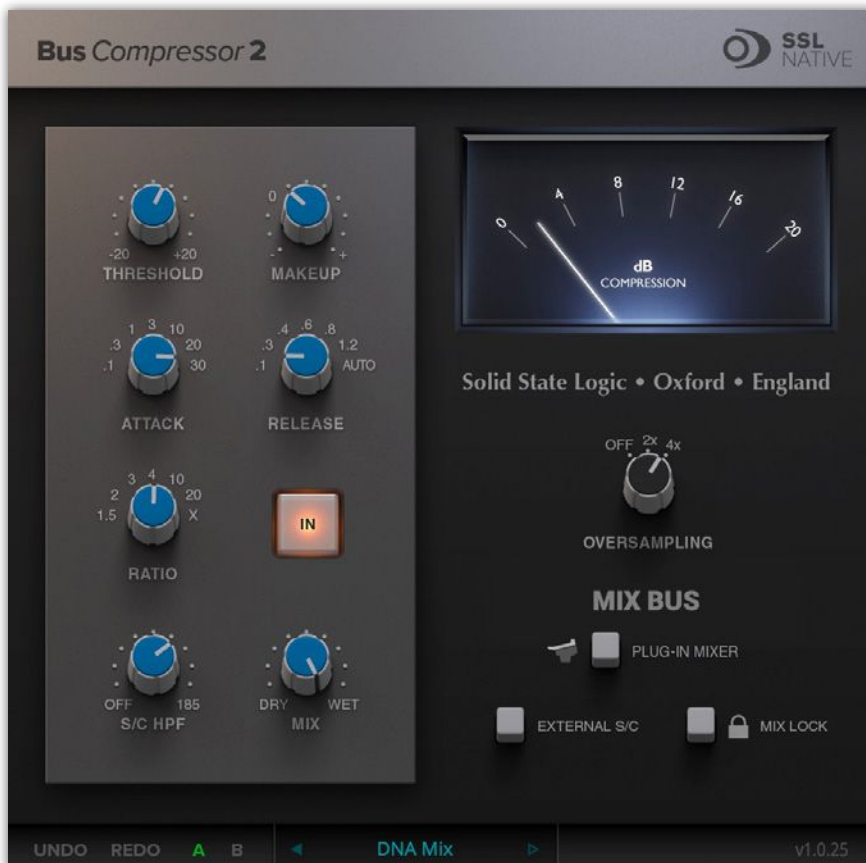 Bus Compressor 2
SSL
NATIVE
-20 +20
THRESHOLD
0
- +
MAKEUP
0 4 8 12 16 20
dB
COMPRESSION
.1 .3 1 3 10 20 30
ATTACK
.1 .3 .4 .6 .8 1.2 AUTO
RELEASE
Solid State Logic • Oxford • England
1.5 2 3 4 10 20 X
RATIO
IN
OFF 2x 4x
OVERSAMPLING
MIX BUS
PLUG-IN MIXER
OFF 185
S/C HPF
DRY WET
MIX
EXTERNAL S/C
MIX LOCK
UNDO REDO A B
DNA Mix
v1.0.25